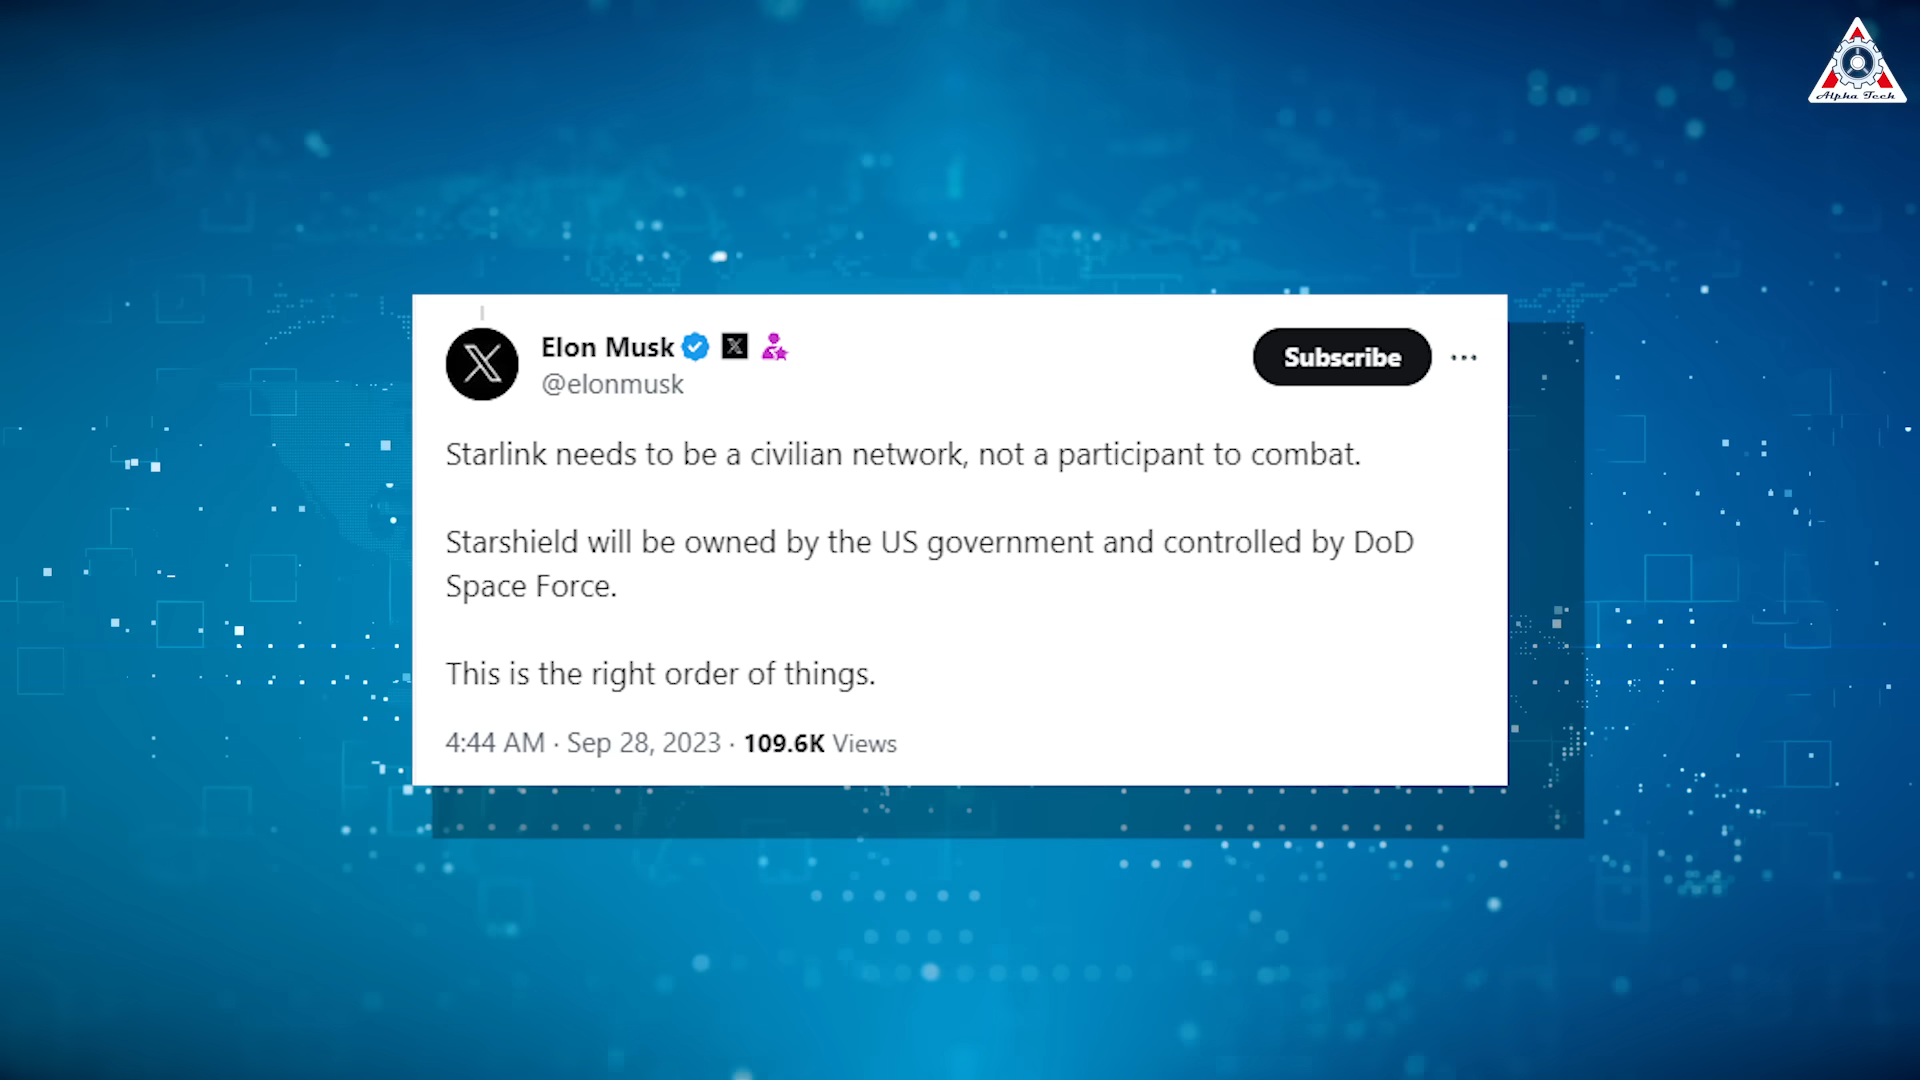 Alpha Tech
Elon Musk
@elonmusk
Subscribe
Starlink needs to be a civilian network, not a participant to combat.
Starshield will be owned by the US government and controlled by DoD
Space Force.
This is the right order of things.
4:44 AM · Sep 28, 2023 · 109.6K Views